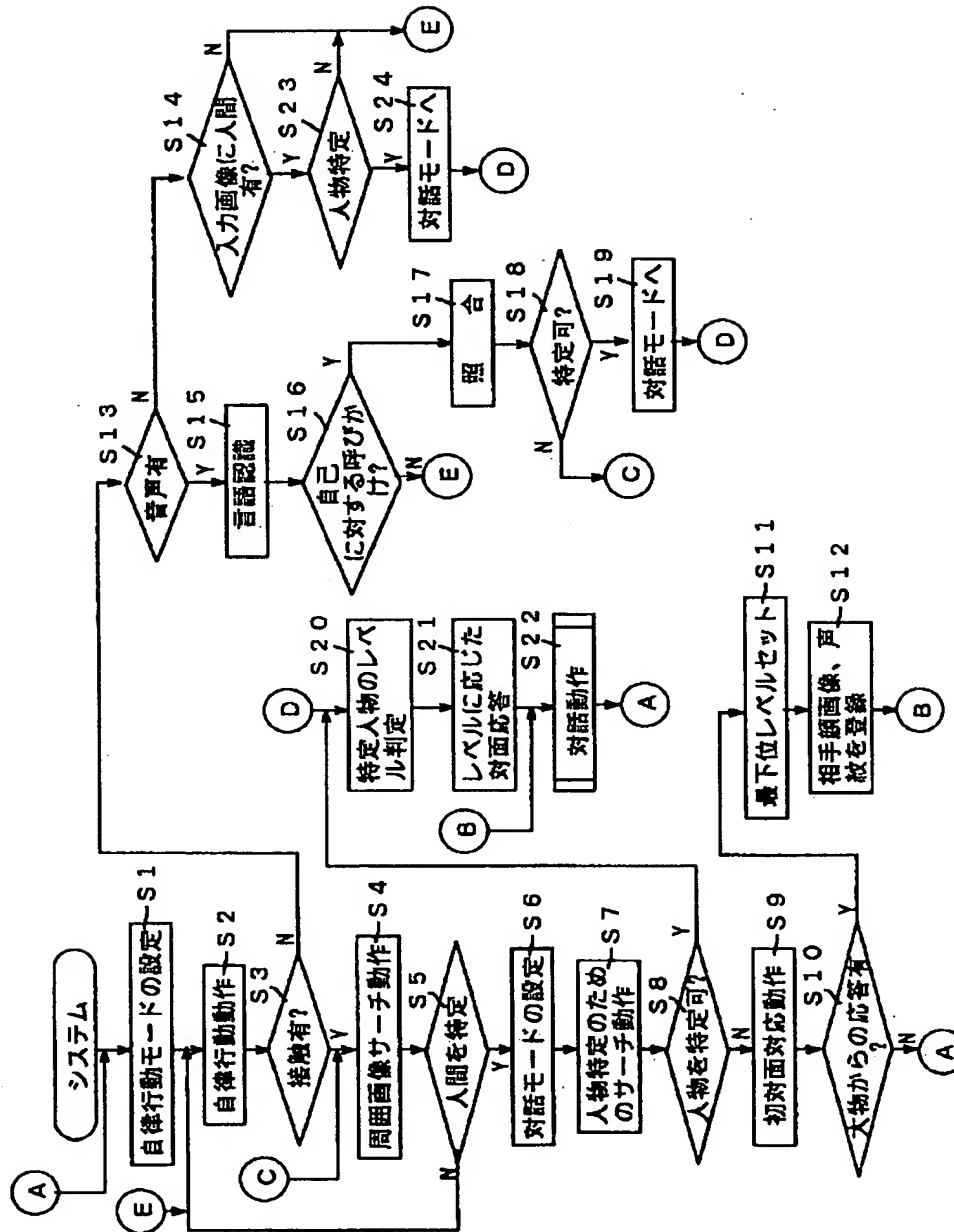 システム
A
自律行動モードの設定
S1
E
自律行動動作
S2
接触有?
S3
N
Y
C
周囲画像サーチ動作
S4
人間を特定
S5
N
Y
対話モードの設定
S6
人物特定のため
のサーチ動作
S7
人物を特定可?
S8
Y
N
初対面対応動作
S9
大物からの応答有
?
S10
Y
N
A
最下位レベルセット
S11
相手顔画像、声
紋を登録
S12
B
D
特定人物のレベ
ル判定
S20
レベルに応じた
対面応答
S21
B
対話動作
S22
A
音声有
S13
N
Y
言語認識
S15
自己
に対する呼びか
け?
S16
Y
N
E
照合
S17
特定可?
S18
N
C
Y
対話モードへ
S19
D
入力画像に人間
有?
S14
N
Y
人物特定
S23
N
E
Y
対話モードへ
S24
D